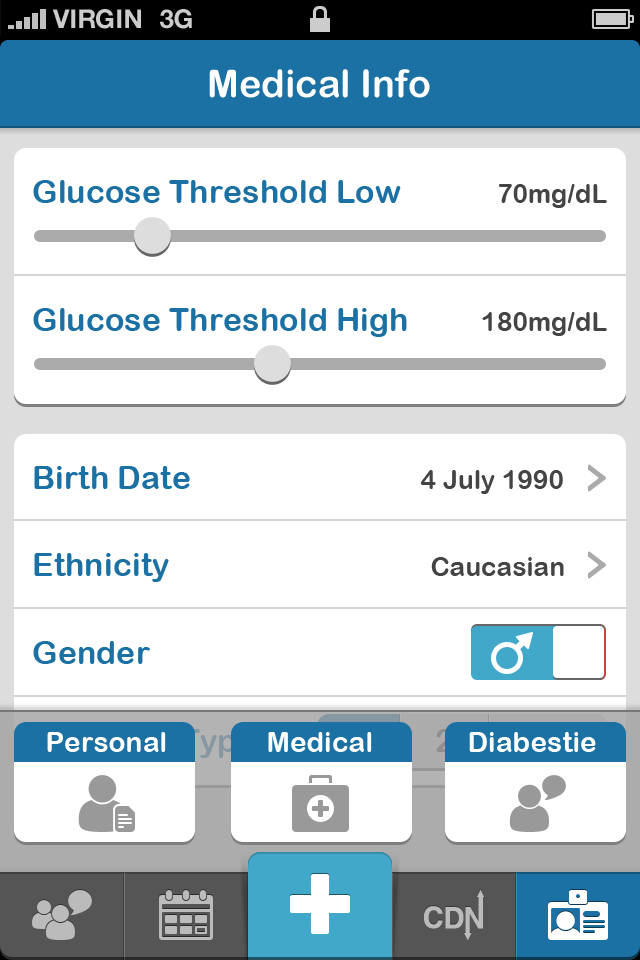 VIRGIN 3G
Medical Info
Glucose Threshold Low 70mg/dL
Glucose Threshold High 180mg/dL
Birth Date 4 July 1990
Ethnicity Caucasian
Gender
Personal Medical Diabestie
CDN